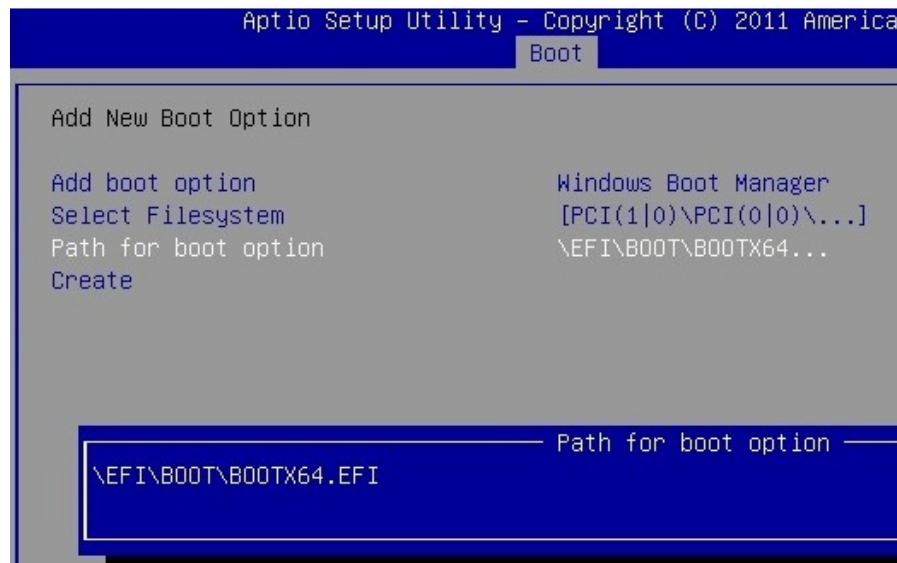 Aptio Setup Utility – Copyright (C) 2011 America
Boot
Add New Boot Option
Add boot option Windows Boot Manager
Select Filesystem [PCI(1|0)\PCI(0|0)\...]
Path for boot option \EFI\BOOT\BOOTX64...
Create
Path for boot option
\EFI\BOOT\BOOTX64.EFI